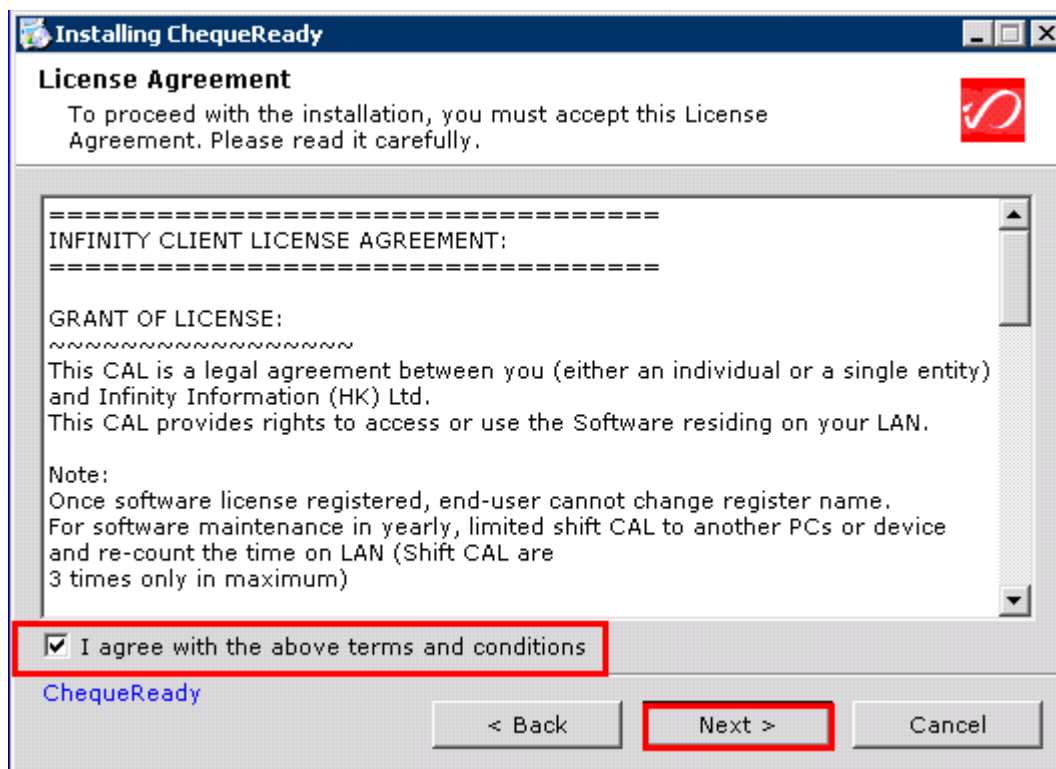 Installing ChequeReady
License Agreement
To proceed with the installation, you must accept this License
Agreement. Please read it carefully.
==================================
INFINITY CLIENT LICENSE AGREEMENT:
==================================
GRANT OF LICENSE:
~~~~~~~~~~~~~~~~~
This CAL is a legal agreement between you (either an individual or a single entity)
and Infinity Information (HK) Ltd.
This CAL provides rights to access or use the Software residing on your LAN.
Note:
Once software license registered, end-user cannot change register name.
For software maintenance in yearly, limited shift CAL to another PCs or device
and re-count the time on LAN (Shift CAL are
3 times only in maximum)
I agree with the above terms and conditions
ChequeReady
< Back
Next >
Cancel